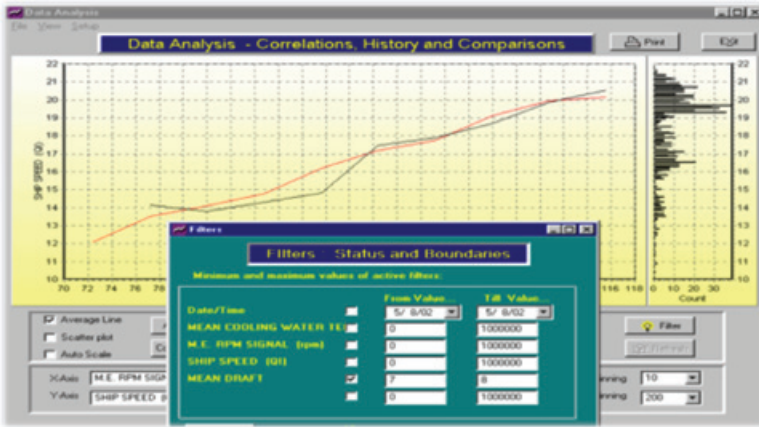 Data Analysis
File View Setup
Data Analysis - Correlations, History and Comparisons
Print
Exit
22
21
20
19
18
17
16
15
14
13
12
11
10
SHIP SPEED (QI)
70 72 74 76 78
116 118
22
21
20
19
18
17
16
15
14
13
12
11
10
0 10 20 30
Count
Filters
Filters Status and Boundaries
Minimum and maximum values of active filters:
From Value... Till Value...
Date/Time 5/ 8/02 5/ 8/02
MEAN COOLING WATER TE 0 1000000
M.E. RPM SIGNAL (rpm) 0 1000000
SHIP SPEED (QI) 0 1000000
MEAN DRAFT 7 8
0 1000000
Average Line
Scatter plot
Auto Scale
Filter
Refresh
X-Axis M.E. RPM SIGN
Y-Axis SHIP SPEED
nning 10
nning 200